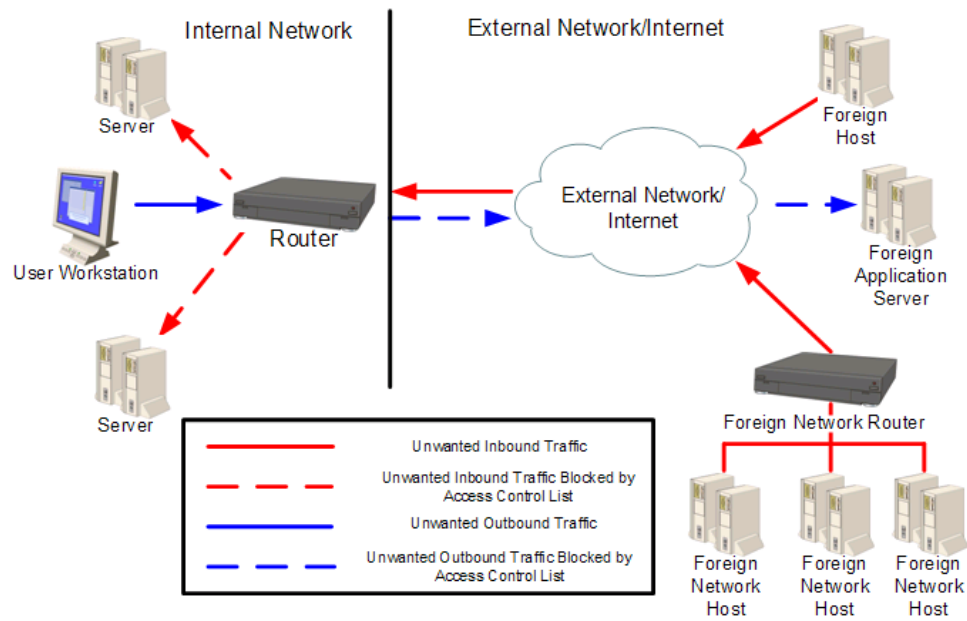 Internal Network
External Network/Internet
Server
Foreign
Host
User Workstation
Router
External Network/
Internet
Foreign
Application
Server
Server
Foreign Network Router
Unwanted Inbound Traffic
Unwanted Inbound Traffic Blocked by
Access Control List
Unwanted Outbound Traffic
Unwanted Outbound Traffic Blocked by
Access Control List
Foreign
Network
Host
Foreign
Network
Host
Foreign
Network
Host